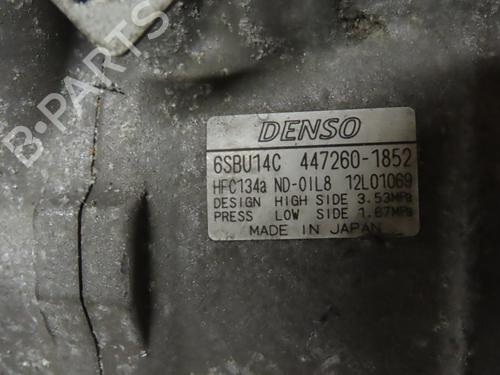 B-PARTS
DENSO
6SBU14C 447260-1852
HFC134a ND-OIL8 12L01069
DESIGN HIGH SIDE 3.53MPa
PRESS LOW SIDE 1.67MPa
MADE IN JAPAN